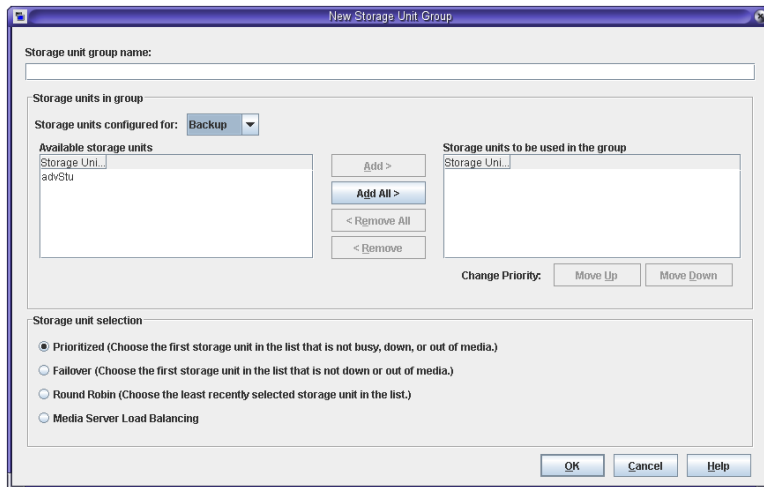 New Storage Unit Group
Storage unit group name:
Storage units in group
Storage units configured for: Backup
Available storage units
Storage Uni...
advStu
Add >
Add All >
< Remove All
< Remove
Storage units to be used in the group
Storage Uni...
Change Priority: Move Up Move Down
Storage unit selection
Prioritized (Choose the first storage unit in the list that is not busy, down, or out of media.)
Failover (Choose the first storage unit in the list that is not down or out of media.)
Round Robin (Choose the least recently selected storage unit in the list.)
Media Server Load Balancing
OK Cancel Help